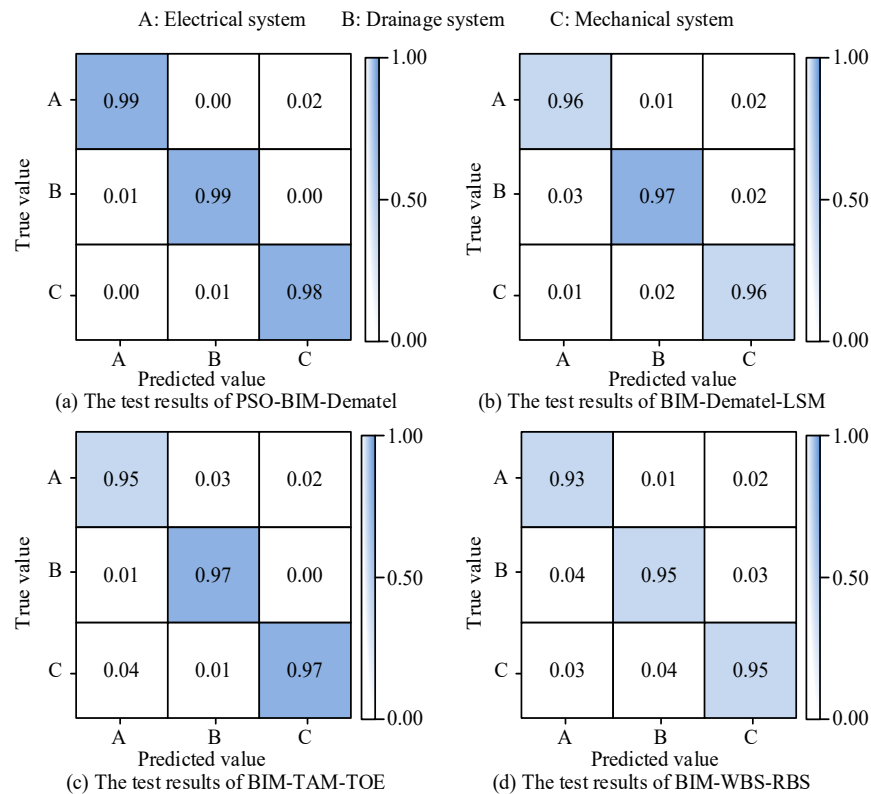 A: Electrical system B: Drainage system C: Mechanical system
1.00
A 0.99 0.00 0.02
B 0.01 0.99 0.00
0.50
C 0.00 0.01 0.98
0.00
True value
A B C
Predicted value
(a) The test results of PSO-BIM-Dematel
1.00
A 0.96 0.01 0.02
B 0.03 0.97 0.02
0.50
C 0.01 0.02 0.96
0.00
True value
A B C
Predicted value
(b) The test results of BIM-Dematel-LSM
1.00
A 0.95 0.03 0.02
B 0.01 0.97 0.00
0.50
C 0.04 0.01 0.97
0.00
True value
A B C
Predicted value
(c) The test results of BIM-TAM-TOE
1.00
A 0.93 0.01 0.02
B 0.04 0.95 0.03
0.50
C 0.03 0.04 0.95
0.00
True value
A B C
Predicted value
(d) The test results of BIM-WBS-RBS